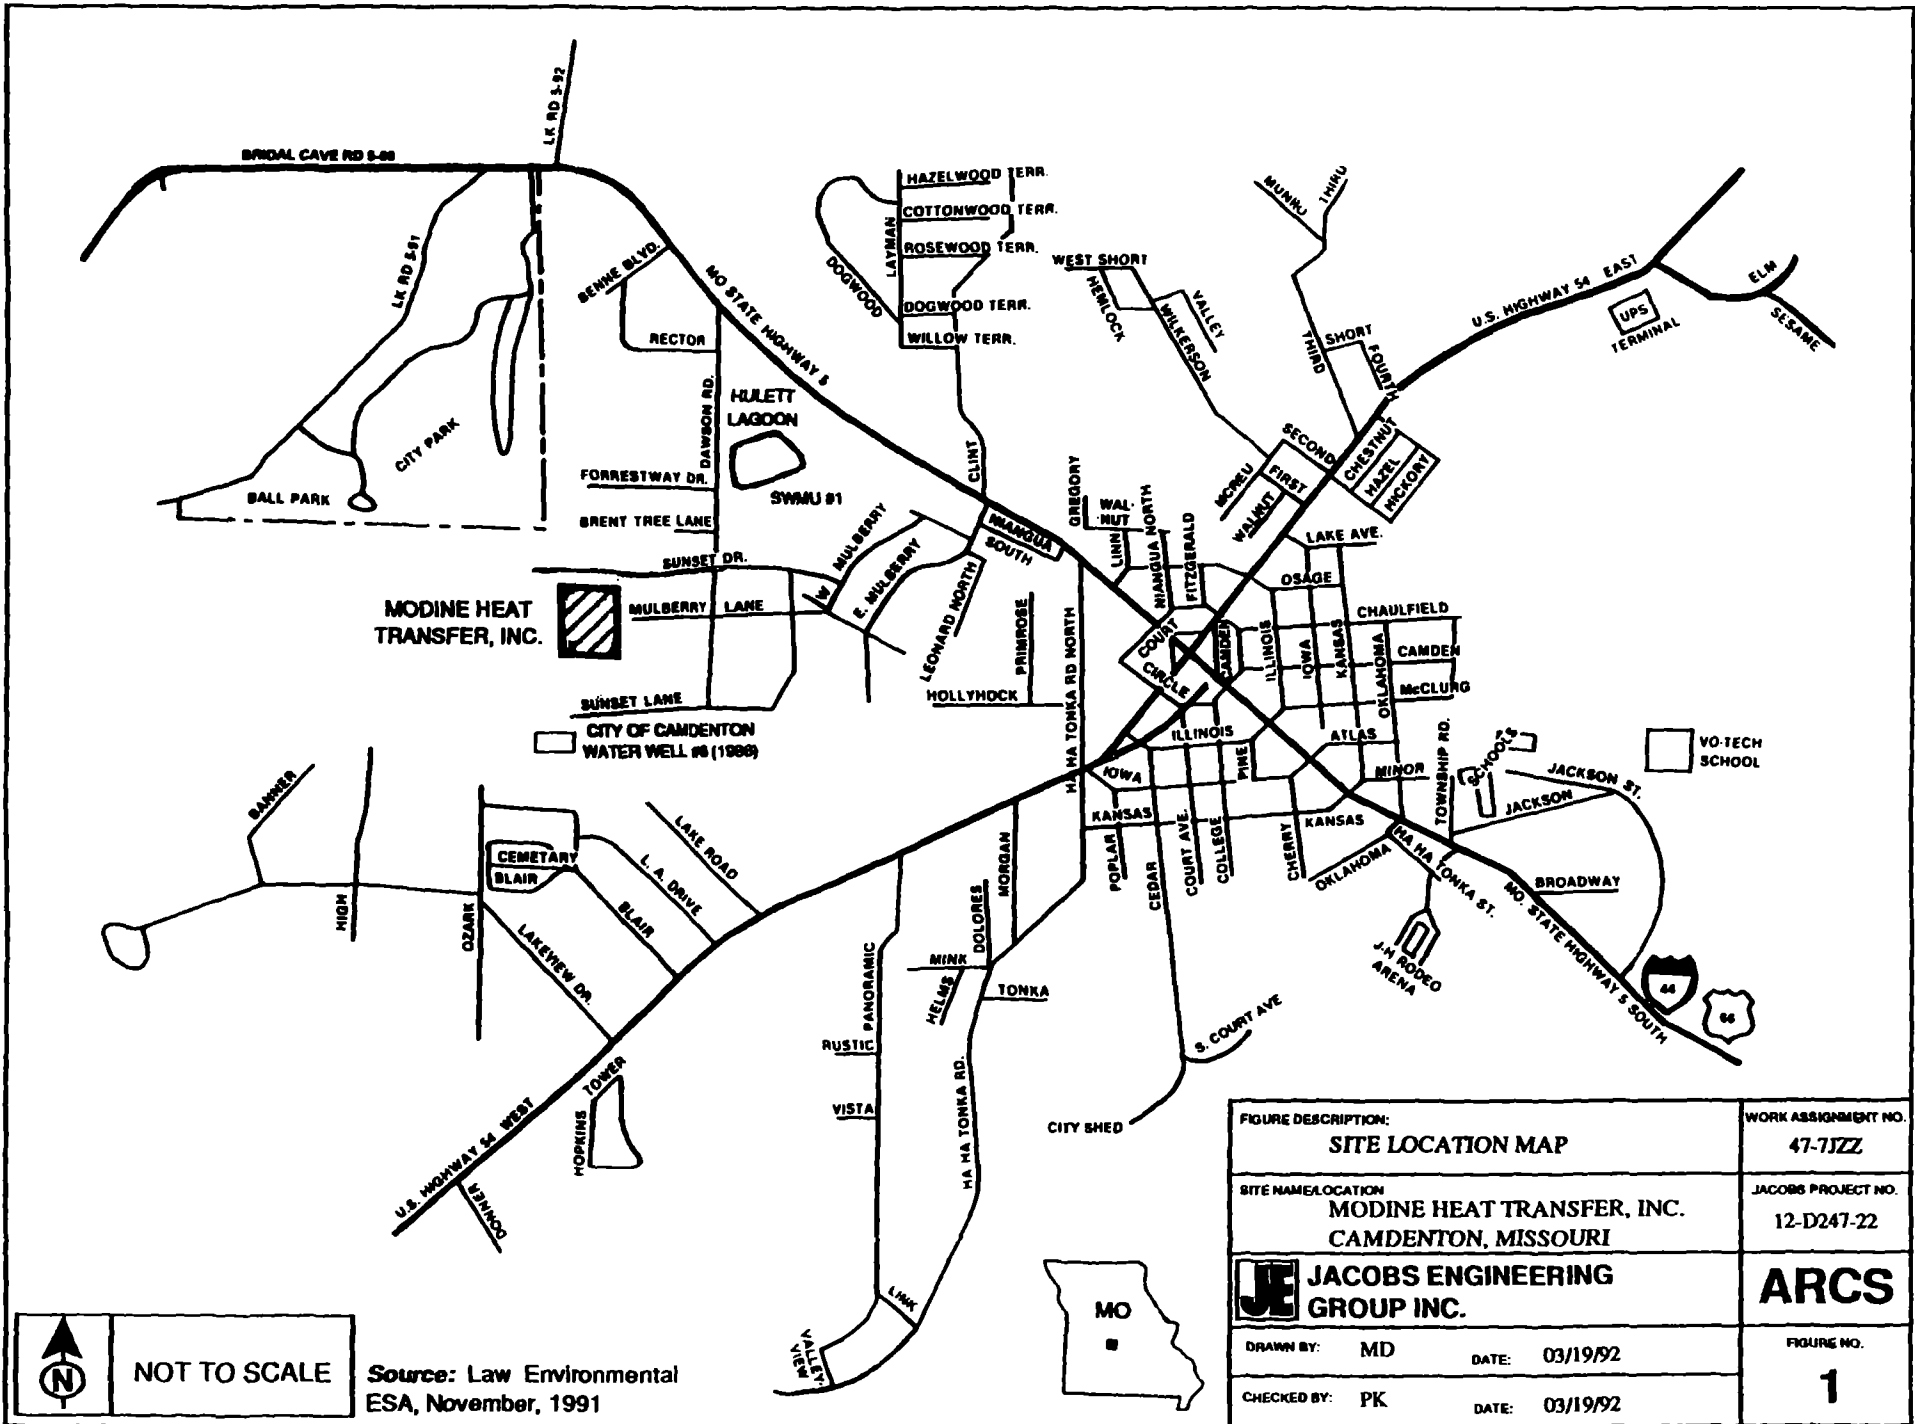 LK RD 5-92
BRIDAL CAVE RD 5-88
LK RD 5-91
BENNE BLVD.
MO STATE HIGHWAY 5
RECTOR
DAWSON RD.
HULETT
LAGOON
SWMU #1
CITY PARK
BALL PARK
FORRESTWAY DR.
BRENT TREE LANE
SUNSET DR.
MULBERRY LANE
MODINE HEAT
TRANSFER, INC.
SUNSET LANE
CITY OF CAMDENTON
WATER WELL #6 (1986)
HAZELWOOD TERR.
COTTONWOOD TERR.
ROSEWOOD TERR.
LAYMAN
DOGWOOD
DOGWOOD TERR.
WILLOW TERR.
CLINT
W MULBERRY
E. MULBERRY
NIANGUA
SOUTH
LEONARD NORTH
PRIMROSE
HOLLYHOCK
HA HA TONKA RD NORTH
GREGORY
WAL-
NUT
LINN
NIANGUA NORTH
FITZGERALD
WEST SHORT
HEMLOCK
VALLEY
WILKERSON
MUNRO
THIRD
THIRD
SHORT
FOURTH
SECOND
FIRST
MCREU
WALNUT
CHESTNUT
HAZEL
HICKORY
U.S. HIGHWAY 54 EAST
UPS
TERMINAL
ELM
SESAME
LAKE AVE.
OSAGE
CHAULFIELD
CAMDEN
McCLURG
COURT
CIRCLE
CAMDEN
ILLINOIS
IOWA
KANSAS
OKLAHOMA
ILLINOIS
ATLAS
MINOR
IOWA
PINE
KANSAS
KANSAS
POPLAR
CEDAR
COURT AVE.
COLLEGE
CHERRY
OKLAHOMA
HA HA TONKA ST.
TOWNSHIP RD.
SCHOOLS
JACKSON ST.
JACKSON
VO-TECH
SCHOOL
BROADWAY
MO. STATE HIGHWAY 5 SOUTH
44
J-H RODEO
ARENA
S. COURT AVE
CITY SHED
BANNER
HIGH
OZARK
CEMETARY
BLAIR
BLAIR
L. A. DRIVE
LAKE ROAD
LAKEVIEW DR.
TOWER
HOPKINS
U.S. HIGHWAY 54 WEST
DONNER
PANORAMIC
RUSTIC
VISTA
MORGAN
DOLORES
MINK
HELMS
TONKA
HA HA TONKA RD.
LINK
VALLEY-
VIEW
N
NOT TO SCALE
Source: Law Environmental
ESA, November, 1991
MO
FIGURE DESCRIPTION:
SITE LOCATION MAP
WORK ASSIGNMENT NO.
47-7JZZ
SITE NAME/LOCATION
MODINE HEAT TRANSFER, INC.
CAMDENTON, MISSOURI
JACOBS PROJECT NO.
12-D247-22
JE JACOBS ENGINEERING
GROUP INC.
ARCS
DRAWN BY: MD DATE: 03/19/92
CHECKED BY: PK DATE: 03/19/92
FIGURE NO.
1